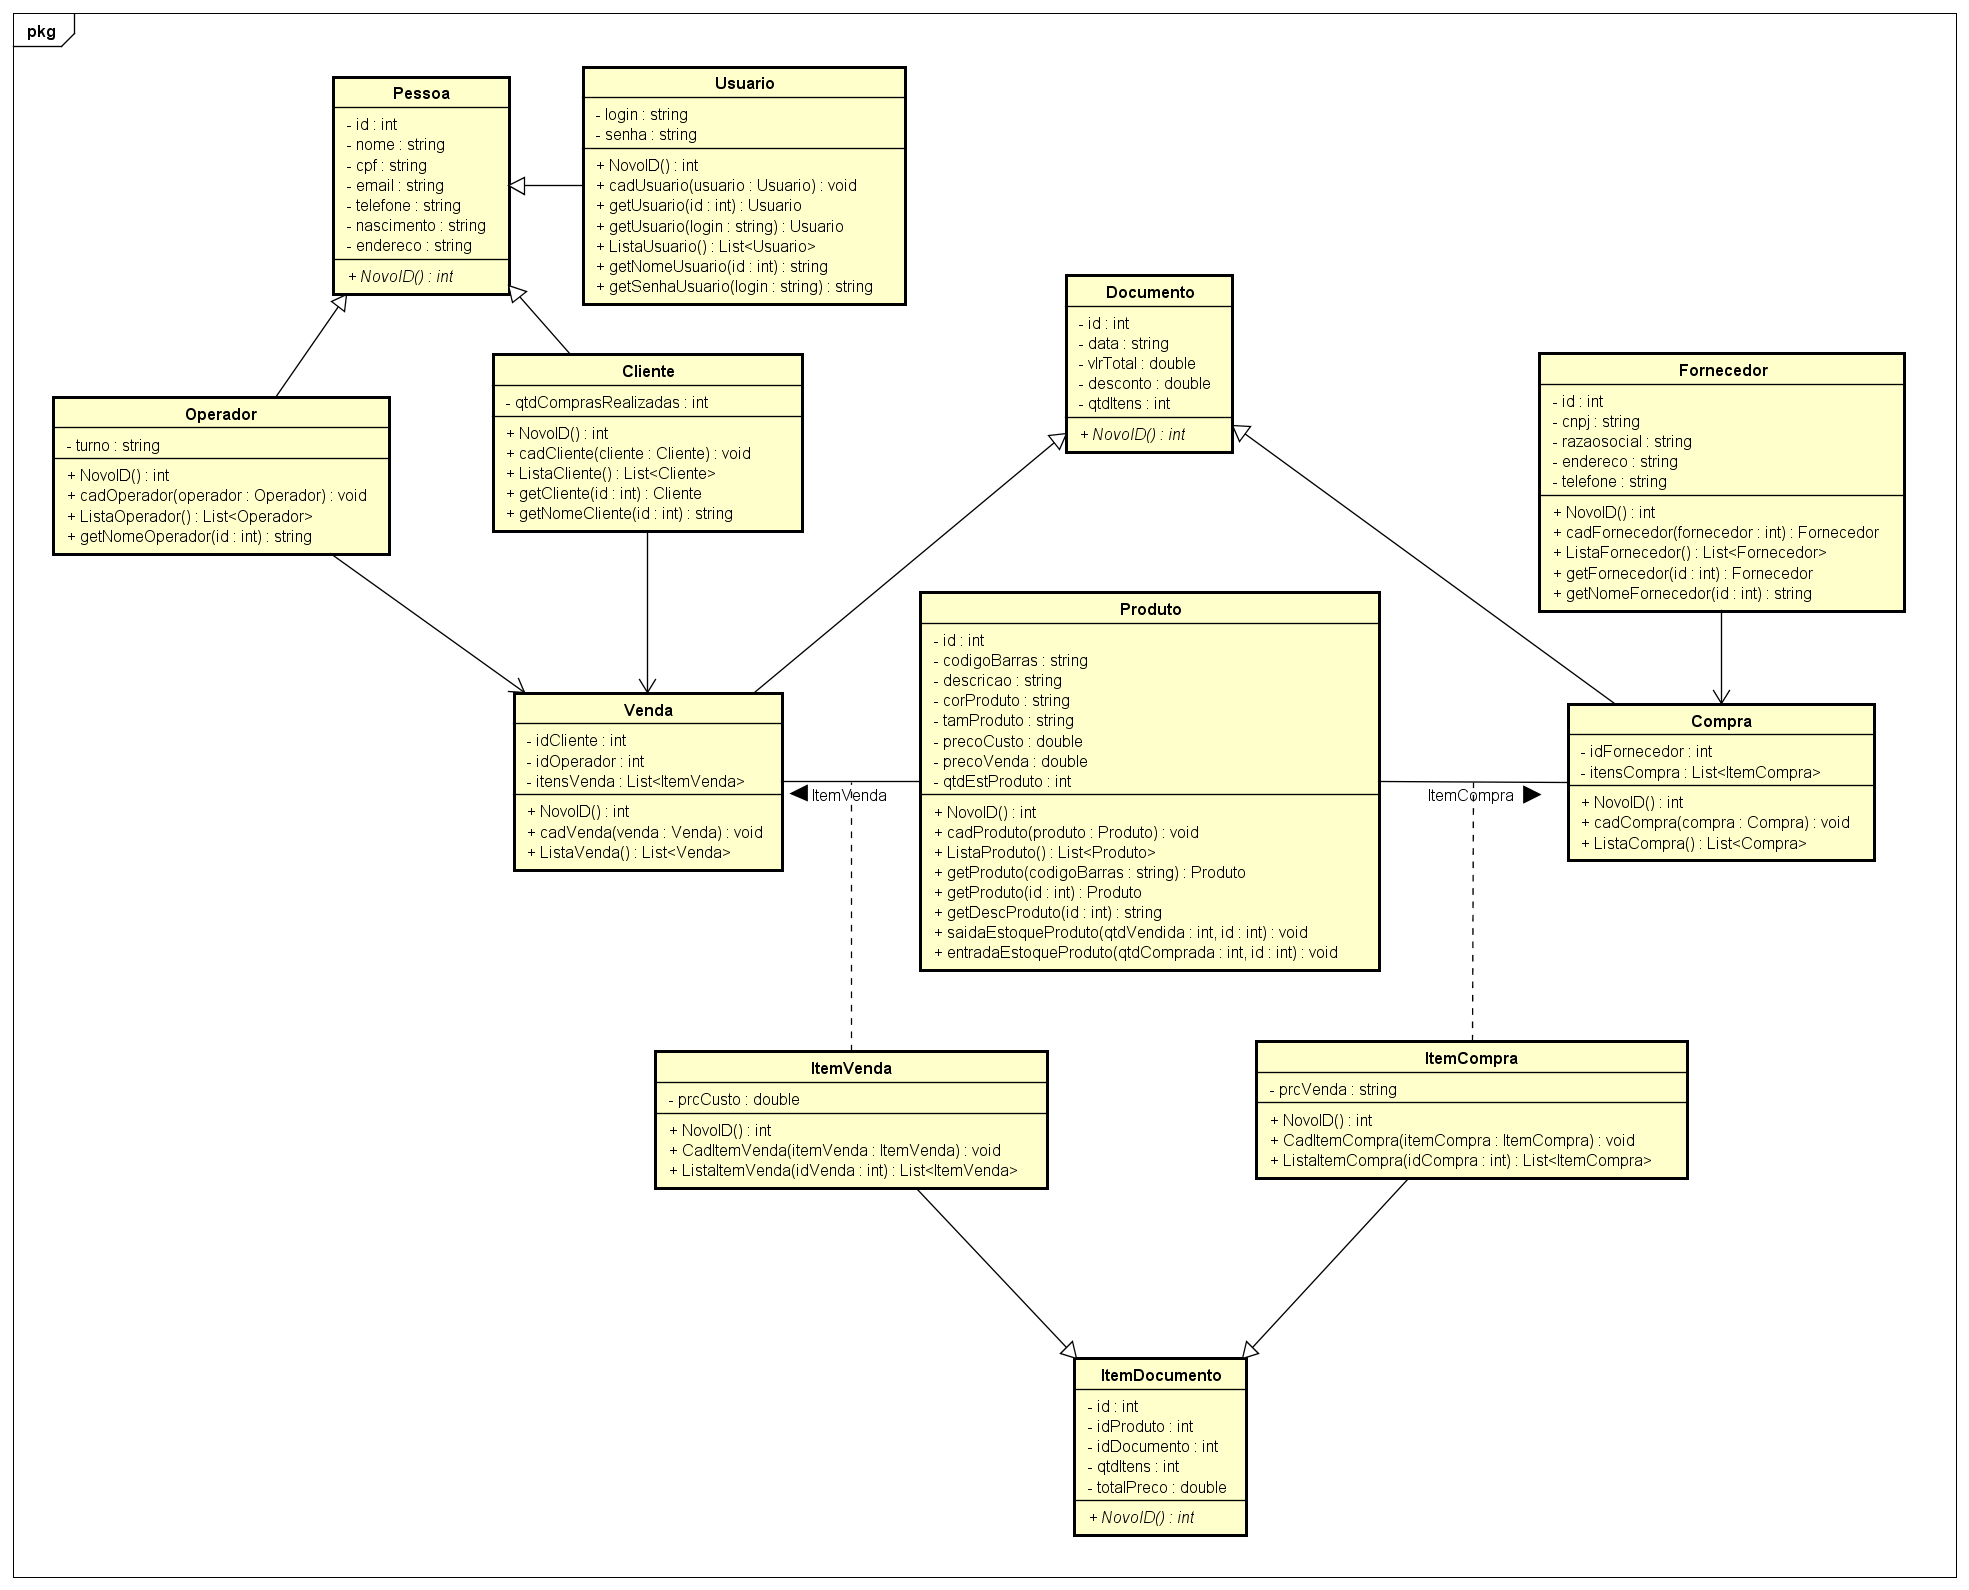 pkg
Pessoa
- id : int
- nome : string
- cpf : string
- email : string
- telefone : string
- nascimento : string
- endereco : string
+ NovoID() : int
Usuario
- login : string
- senha : string
+ NovoID() : int
+ cadUsuario(usuario : Usuario) : void
+ getUsuario(id : int) : Usuario
+ getUsuario(login : string) : Usuario
+ ListaUsuario() : List<Usuario>
+ getNomeUsuario(id : int) : string
+ getSenhaUsuario(login : string) : string
Documento
- id : int
- data : string
- vlrTotal : double
- desconto : double
- qtdItens : int
+ NovoID() : int
Fornecedor
- id : int
- cnpj : string
- razaosocial : string
- endereco : string
- telefone : string
+ NovoID() : int
+ cadFornecedor(fornecedor : int) : Fornecedor
+ ListaFornecedor() : List<Fornecedor>
+ getFornecedor(id : int) : Fornecedor
+ getNomeFornecedor(id : int) : string
Cliente
- qtdComprasRealizadas : int
+ NovoID() : int
+ cadCliente(cliente : Cliente) : void
+ ListaCliente() : List<Cliente>
+ getCliente(id : int) : Cliente
+ getNomeCliente(id : int) : string
Operador
- turno : string
+ NovoID() : int
+ cadOperador(operador : Operador) : void
+ ListaOperador() : List<Operador>
+ getNomeOperador(id : int) : string
Venda
- idCliente : int
- idOperador : int
- itensVenda : List<ItemVenda>
+ NovoID() : int
+ cadVenda(venda : Venda) : void
+ ListaVenda() : List<Venda>
ItemVenda
Produto
- id : int
- codigoBarras : string
- descricao : string
- corProduto : string
- tamProduto : string
- precoCusto : double
- precoVenda : double
- qtdEstProduto : int
+ NovoID() : int
+ cadProduto(produto : Produto) : void
+ ListaProduto() : List<Produto>
+ getProduto(codigoBarras : string) : Produto
+ getProduto(id : int) : Produto
+ getDescProduto(id : int) : string
+ saidaEstoqueProduto(qtdVendida : int, id : int) : void
+ entradaEstoqueProduto(qtdComprada : int, id : int) : void
ItemCompra
Compra
- idFornecedor : int
- itensCompra : List<ItemCompra>
+ NovoID() : int
+ cadCompra(compra : Compra) : void
+ ListaCompra() : List<Compra>
ItemVenda
- prcCusto : double
+ NovoID() : int
+ CadItemVenda(itemVenda : ItemVenda) : void
+ ListaItemVenda(idVenda : int) : List<ItemVenda>
ItemCompra
- prcVenda : string
+ NovoID() : int
+ CadItemCompra(itemCompra : ItemCompra) : void
+ ListaItemCompra(idCompra : int) : List<ItemCompra>
ItemDocumento
- id : int
- idProduto : int
- idDocumento : int
- qtdItens : int
- totalPreco : double
+ NovoID() : int